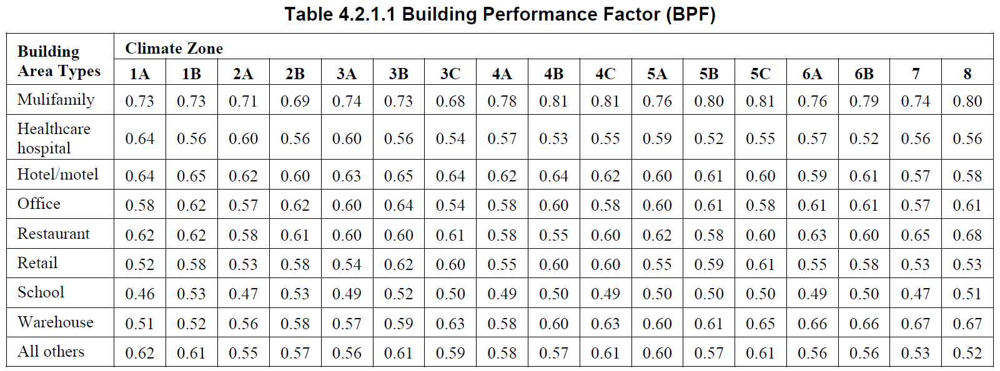 Table 4.2.1.1 Building Performance Factor (BPF)
Building Area Types Climate Zone
1A 1B 2A 2B 3A 3B 3C 4A 4B 4C 5A 5B 5C 6A 6B 7 8
Mulifamily 0.73 0.73 0.71 0.69 0.74 0.73 0.68 0.78 0.81 0.81 0.76 0.80 0.81 0.76 0.79 0.74 0.80
Healthcare hospital 0.64 0.56 0.60 0.56 0.60 0.56 0.54 0.57 0.53 0.55 0.59 0.52 0.55 0.57 0.52 0.56 0.56
Hotel/motel 0.64 0.65 0.62 0.60 0.63 0.65 0.64 0.62 0.64 0.62 0.60 0.61 0.60 0.59 0.61 0.57 0.58
Office 0.58 0.62 0.57 0.62 0.60 0.64 0.54 0.58 0.60 0.58 0.60 0.61 0.58 0.61 0.61 0.57 0.61
Restaurant 0.62 0.62 0.58 0.61 0.60 0.60 0.61 0.58 0.55 0.60 0.62 0.58 0.60 0.63 0.60 0.65 0.68
Retail 0.52 0.58 0.53 0.58 0.54 0.62 0.60 0.55 0.60 0.60 0.55 0.59 0.61 0.55 0.58 0.53 0.53
School 0.46 0.53 0.47 0.53 0.49 0.52 0.50 0.49 0.50 0.49 0.50 0.50 0.50 0.49 0.50 0.47 0.51
Warehouse 0.51 0.52 0.56 0.58 0.57 0.59 0.63 0.58 0.60 0.63 0.60 0.61 0.65 0.66 0.66 0.67 0.67
All others 0.62 0.61 0.55 0.57 0.56 0.61 0.59 0.58 0.57 0.61 0.60 0.57 0.61 0.56 0.56 0.53 0.52